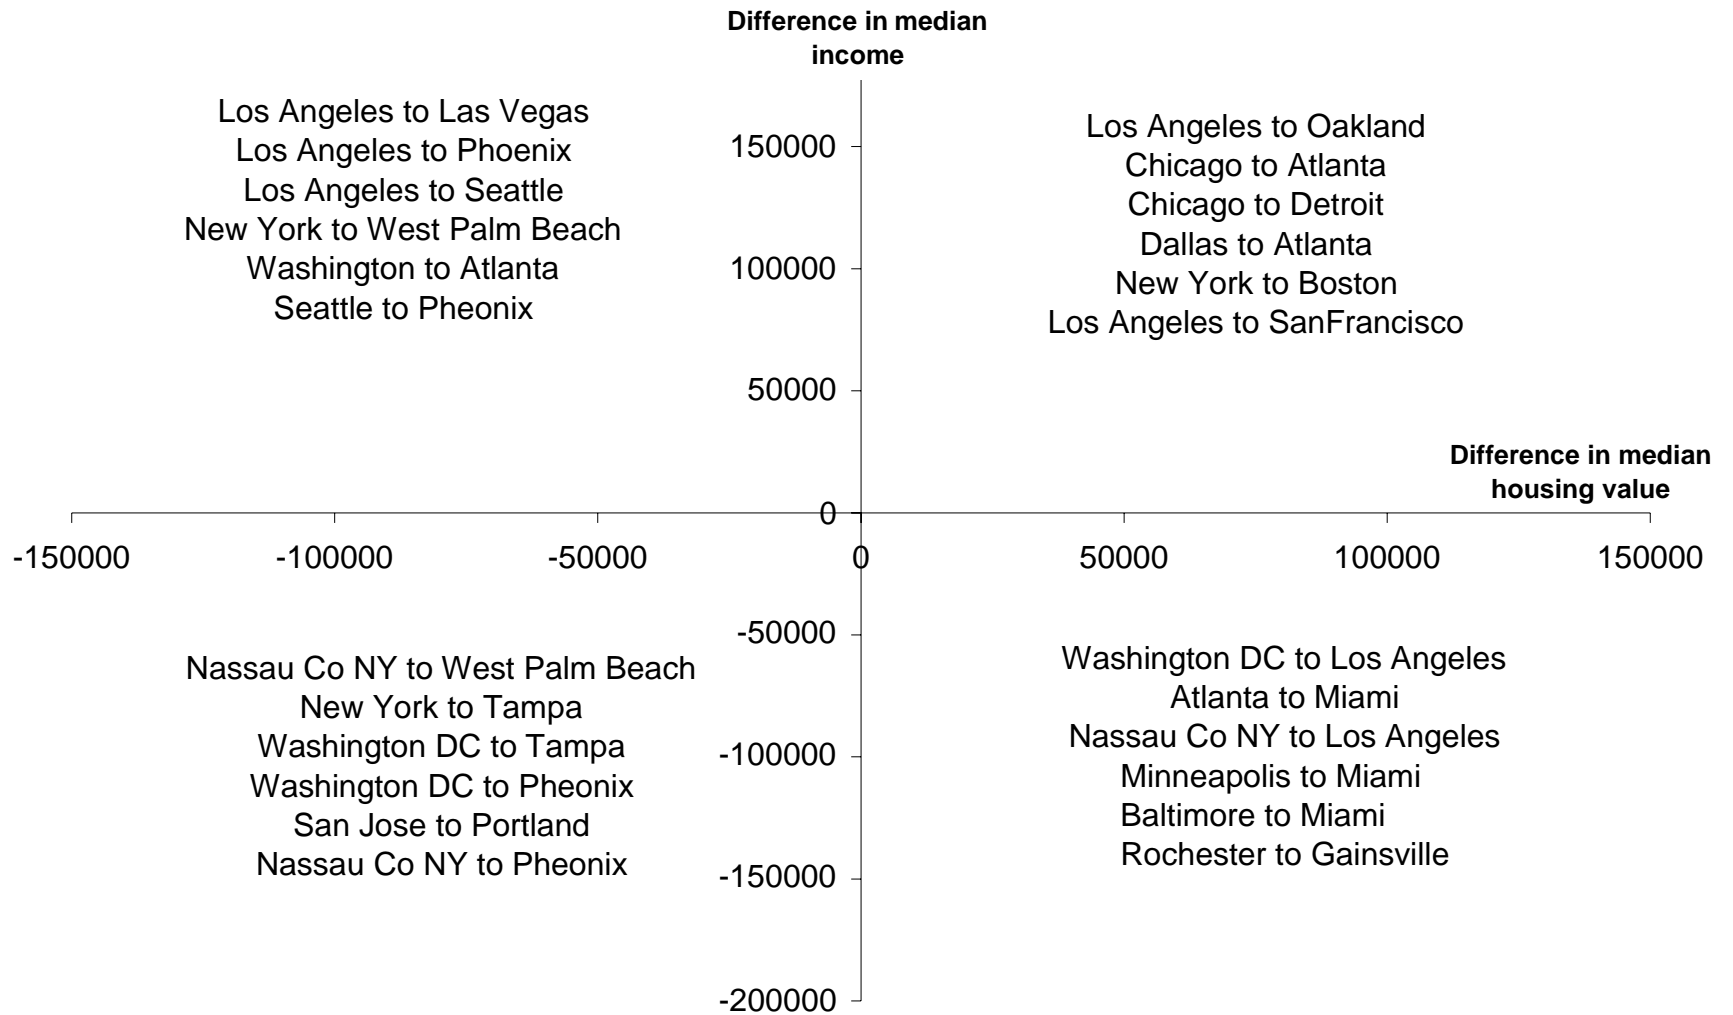 Difference in median
income
Los Angeles to Las Vegas
Los Angeles to Phoenix
Los Angeles to Seattle
New York to West Palm Beach
Washington to Atlanta
Seattle to Pheonix
Los Angeles to Oakland
Chicago to Atlanta
Chicago to Detroit
Dallas to Atlanta
New York to Boston
Los Angeles to SanFrancisco
150000
100000
50000
0
-50000
-100000
-150000
-200000
Difference in median
housing value
-150000
-100000
-50000
0
50000
100000
150000
Nassau Co NY to West Palm Beach
New York to Tampa
Washington DC to Tampa
Washington DC to Pheonix
San Jose to Portland
Nassau Co NY to Pheonix
Washington DC to Los Angeles
Atlanta to Miami
Nassau Co NY to Los Angeles
Minneapolis to Miami
Baltimore to Miami
Rochester to Gainsville